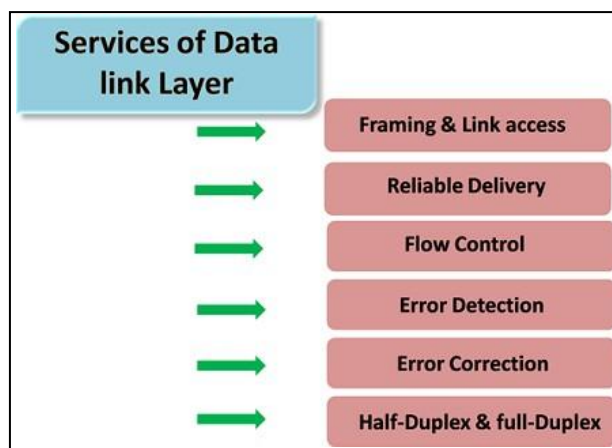 Services of Data
link Layer
Framing & Link access
Reliable Delivery
Flow Control
Error Detection
Error Correction
Half-Duplex & full-Duplex